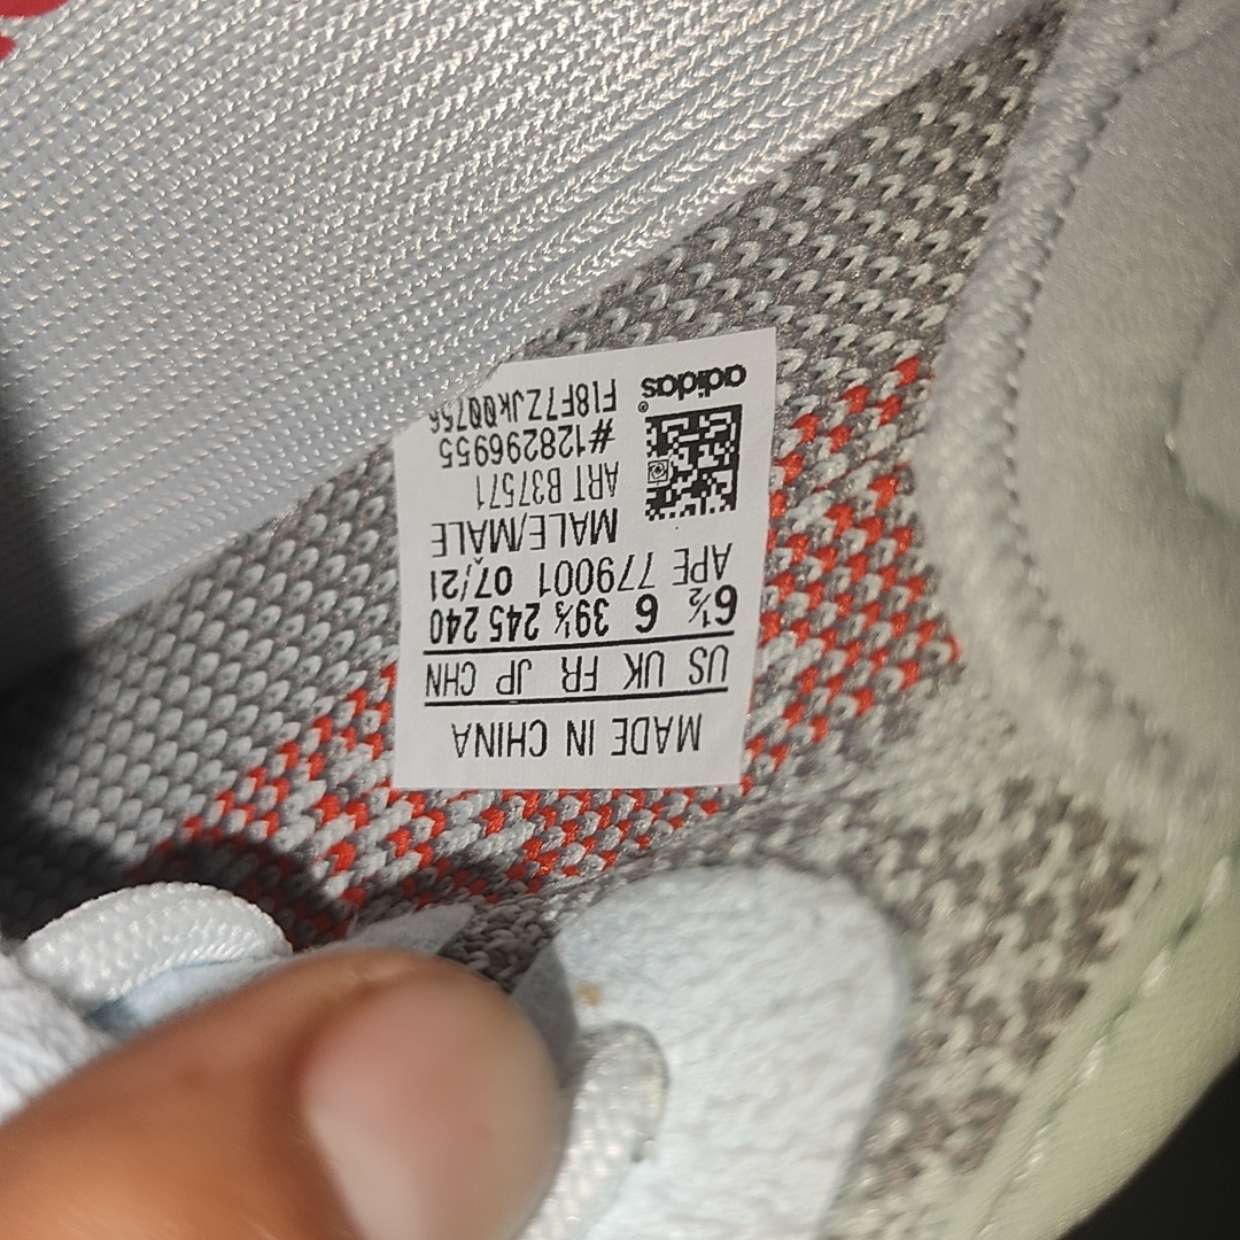 MADE IN CHINA
US UK FR JP CHN
6½ 6 39⅓ 245 240
APE 779001 07/21
MALE/MALE
ART B37571
#128296955
adidas®